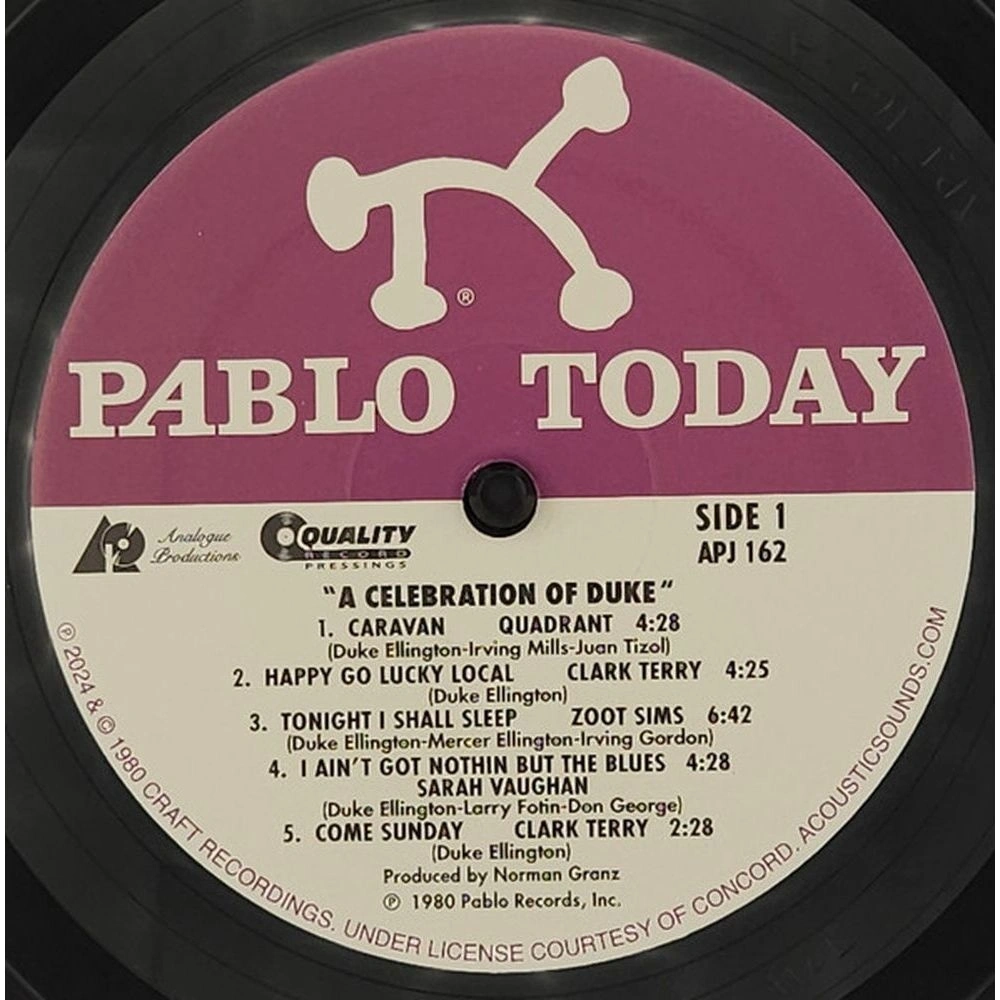 ®
PABLO TODAY
Analogue
Productions
QUALITY
RECORD
PRESSINGS
SIDE 1
APJ 162
"A CELEBRATION OF DUKE"
1. CARAVAN QUADRANT 4:28
(Duke Ellington-Irving Mills-Juan Tizol)
2. HAPPY GO LUCKY LOCAL CLARK TERRY 4:25
(Duke Ellington)
3. TONIGHT I SHALL SLEEP ZOOT SIMS 6:42
(Duke Ellington-Mercer Ellington-Irving Gordon)
4. I AIN'T GOT NOTHIN BUT THE BLUES 4:28
SARAH VAUGHAN
(Duke Ellington-Larry Fotin-Don George)
5. COME SUNDAY CLARK TERRY 2:28
(Duke Ellington)
Produced by Norman Granz
℗ 1980 Pablo Records, Inc.
℗ 2024 & © 1980 CRAFT RECORDINGS. UNDER LICENSE COURTESY OF CONCORD. ACOUSTICSOUNDS.COM